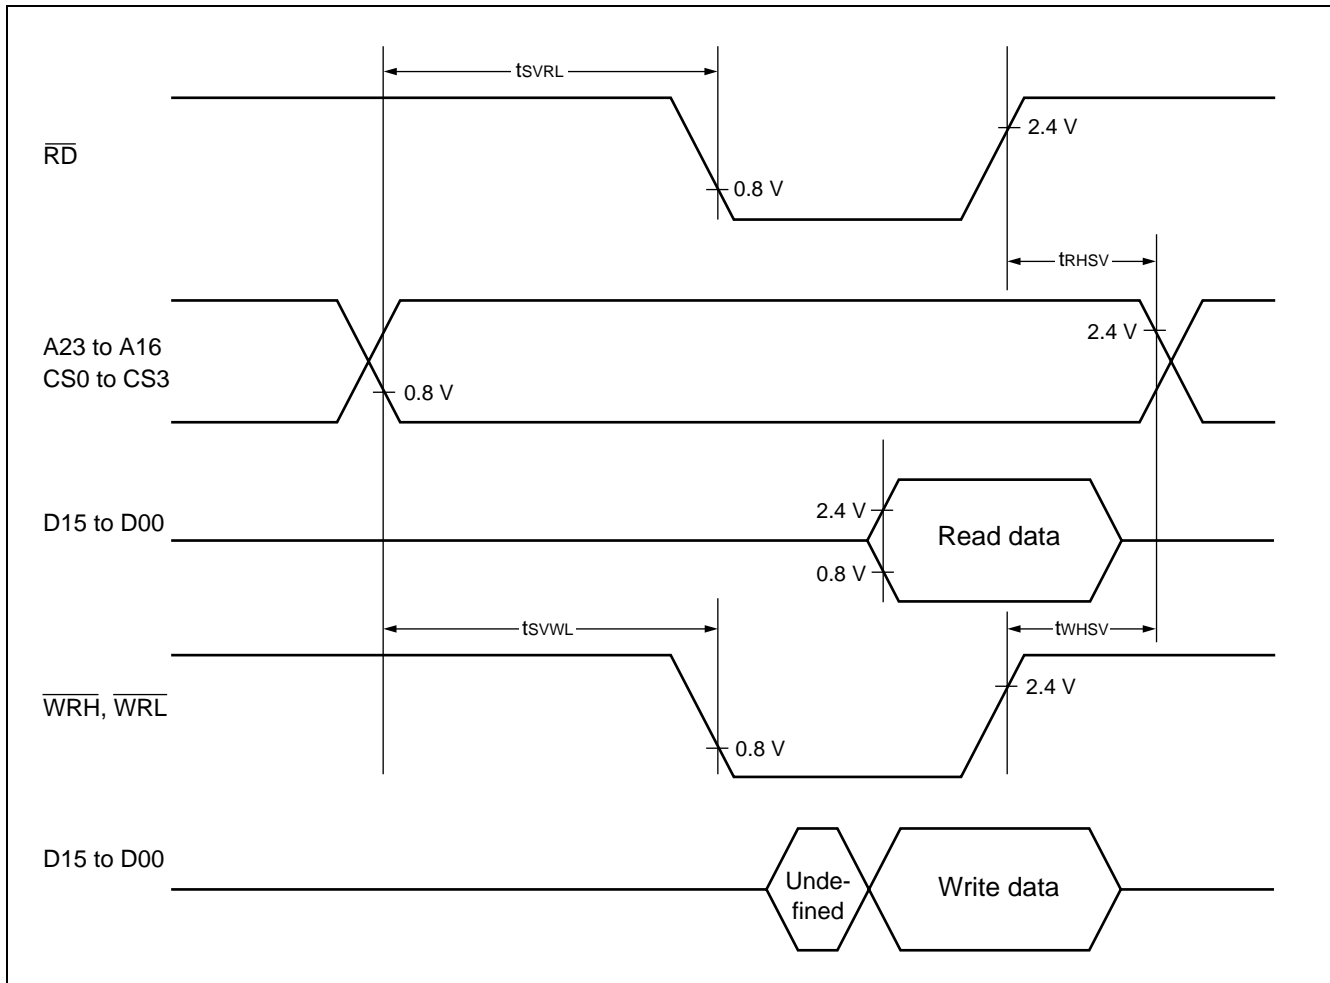 tSVRL
2.4 V
RD
0.8 V
tRHSV
2.4 V
A23 to A16
CS0 to CS3
0.8 V
2.4 V
D15 to D00
Read data
0.8 V
tSVWL
tWHSV
2.4 V
WRH, WRL
0.8 V
D15 to D00
Unde-
fined
Write data